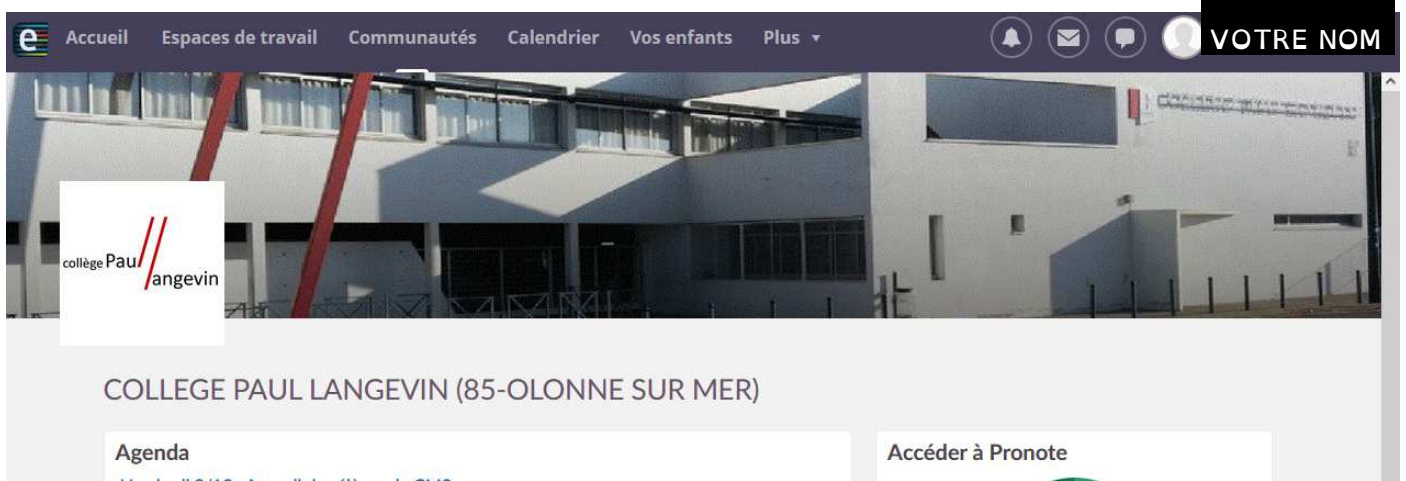 e Accueil Espaces de travail Communautés Calendrier Vos enfants Plus VOTRE NOM
collège Paul Langevin
COLLEGE PAUL LANGEVIN (85-OLONNE SUR MER)
Agenda
Accéder à Pronote